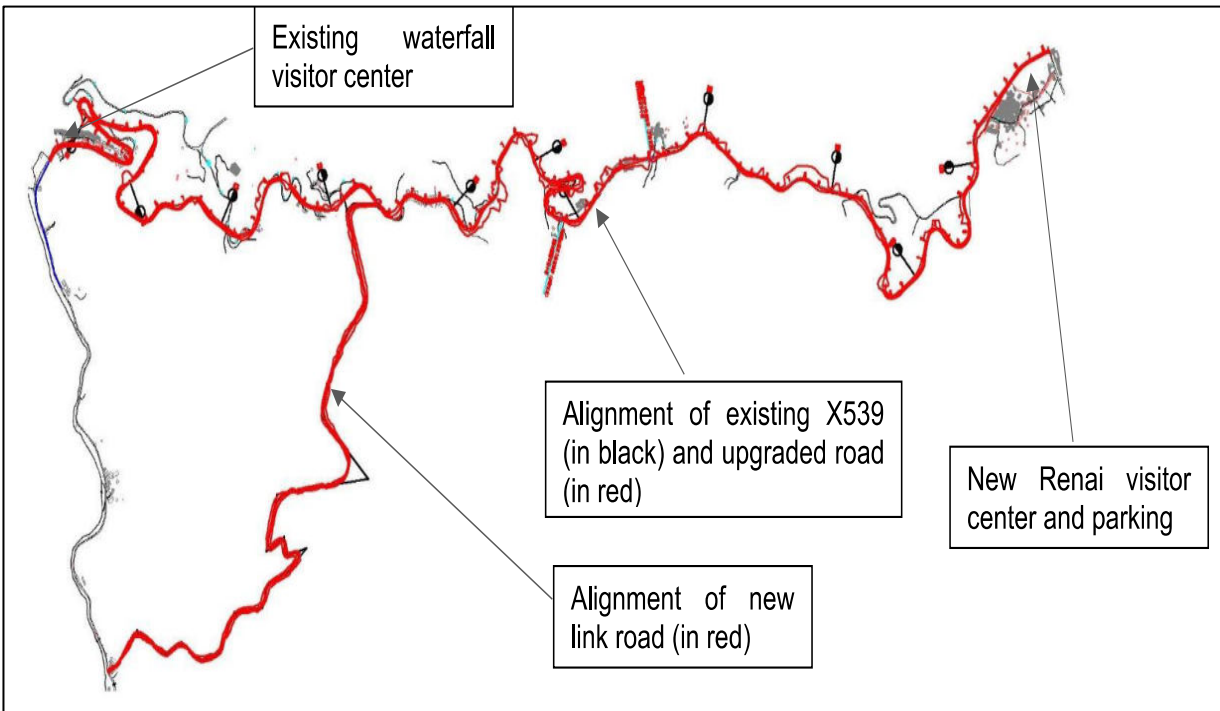 Existing waterfall
visitor center
Alignment of existing X539
(in black) and upgraded road
(in red)
New Renai visitor
center and parking
Alignment of new
link road (in red)